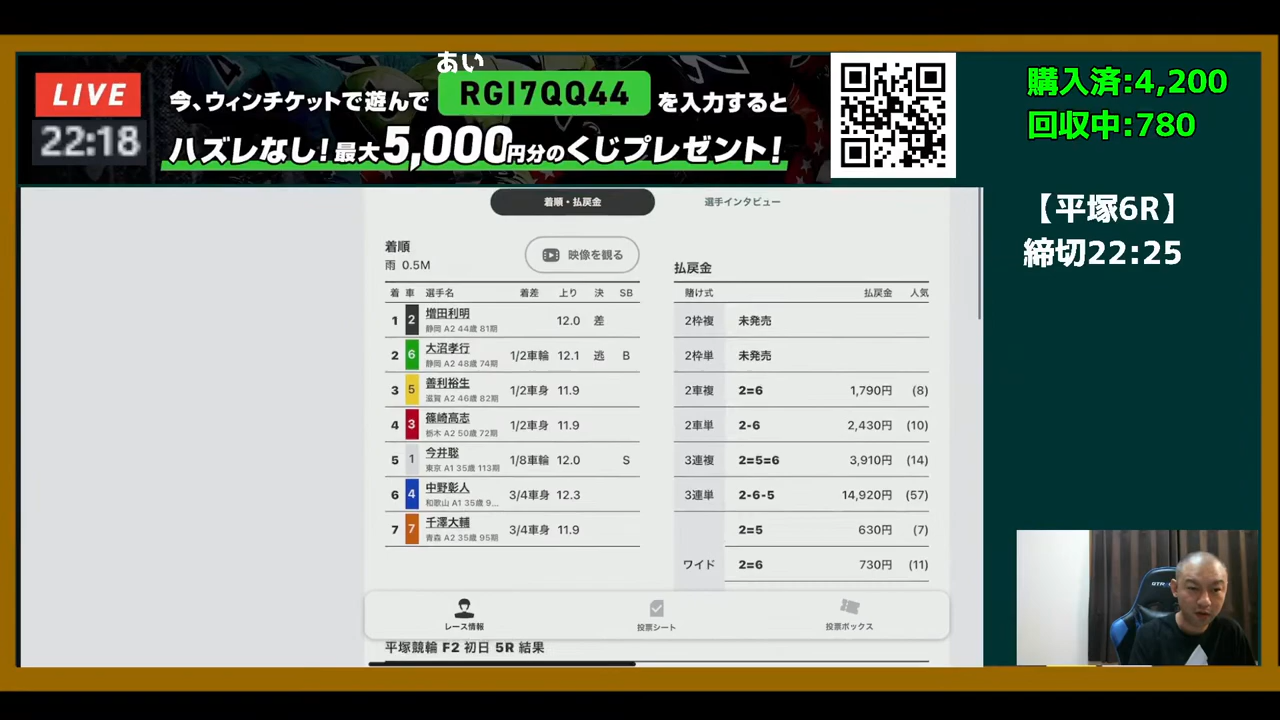 あい
LIVE
22:18
今、ウィンチケットで遊んで RGI7QQ44 を入力すると
ハズレなし!最大5,000円分のくじプレゼント!
購入済:4,200
回収中:780
【平塚6R】
締切22:25
着順・払戻金
選手インタビュー
着順
雨 0.5M
映像を観る
着 車 選手名 着差 上り 決 SB
1 2 増田利明 12.0 差
静岡 A2 44歳 81期
2 6 大沼孝行 1/2車輪 12.1 逃 B
静岡 A2 48歳 74期
3 5 善利裕生 1/2車身 11.9
滋賀 A2 46歳 82期
4 3 篠崎高志 1/2車身 11.9
栃木 A2 50歳 72期
5 1 今井聡 1/8車輪 12.0 S
東京 A1 35歳 113期
6 4 中野彰人 3/4車身 12.3
和歌山 A1 35歳 9...
7 7 千澤大輔 3/4車身 11.9
青森 A2 35歳 95期
払戻金
賭け式 払戻金 人気
2枠複 未発売
2枠単 未発売
2車複 2=6 1,790円 (8)
2車単 2-6 2,430円 (10)
3連複 2=5=6 3,910円 (14)
3連単 2-6-5 14,920円 (57)
2=5 630円 (7)
ワイド 2=6 730円 (11)
レース情報
投票シート
投票ボックス
平塚競輪 F2 初日 5R 結果